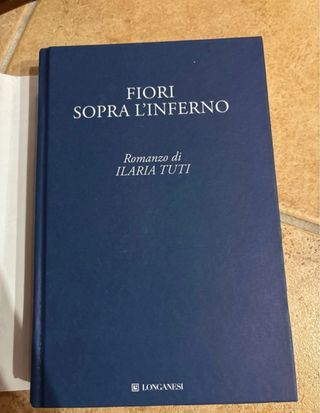 FIORI
SOPRA L'INFERNO
Romanzo di
ILARIA TUTI
LONGANESI